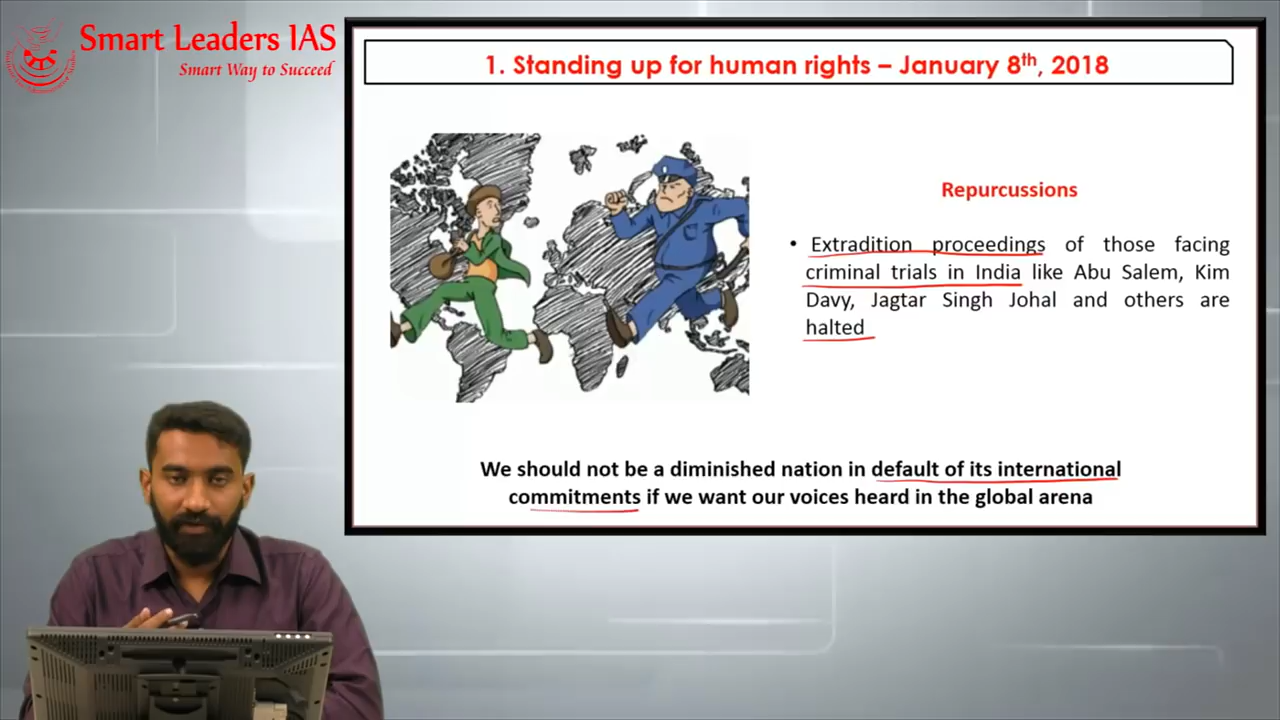 Smart Leaders IAS
Smart Way to Succeed
1. Standing up for human rights – January 8th, 2018
Repurcussions
• Extradition proceedings of those facing
criminal trials in India like Abu Salem, Kim
Davy, Jagtar Singh Johal and others are
halted
We should not be a diminished nation in default of its international
commitments if we want our voices heard in the global arena